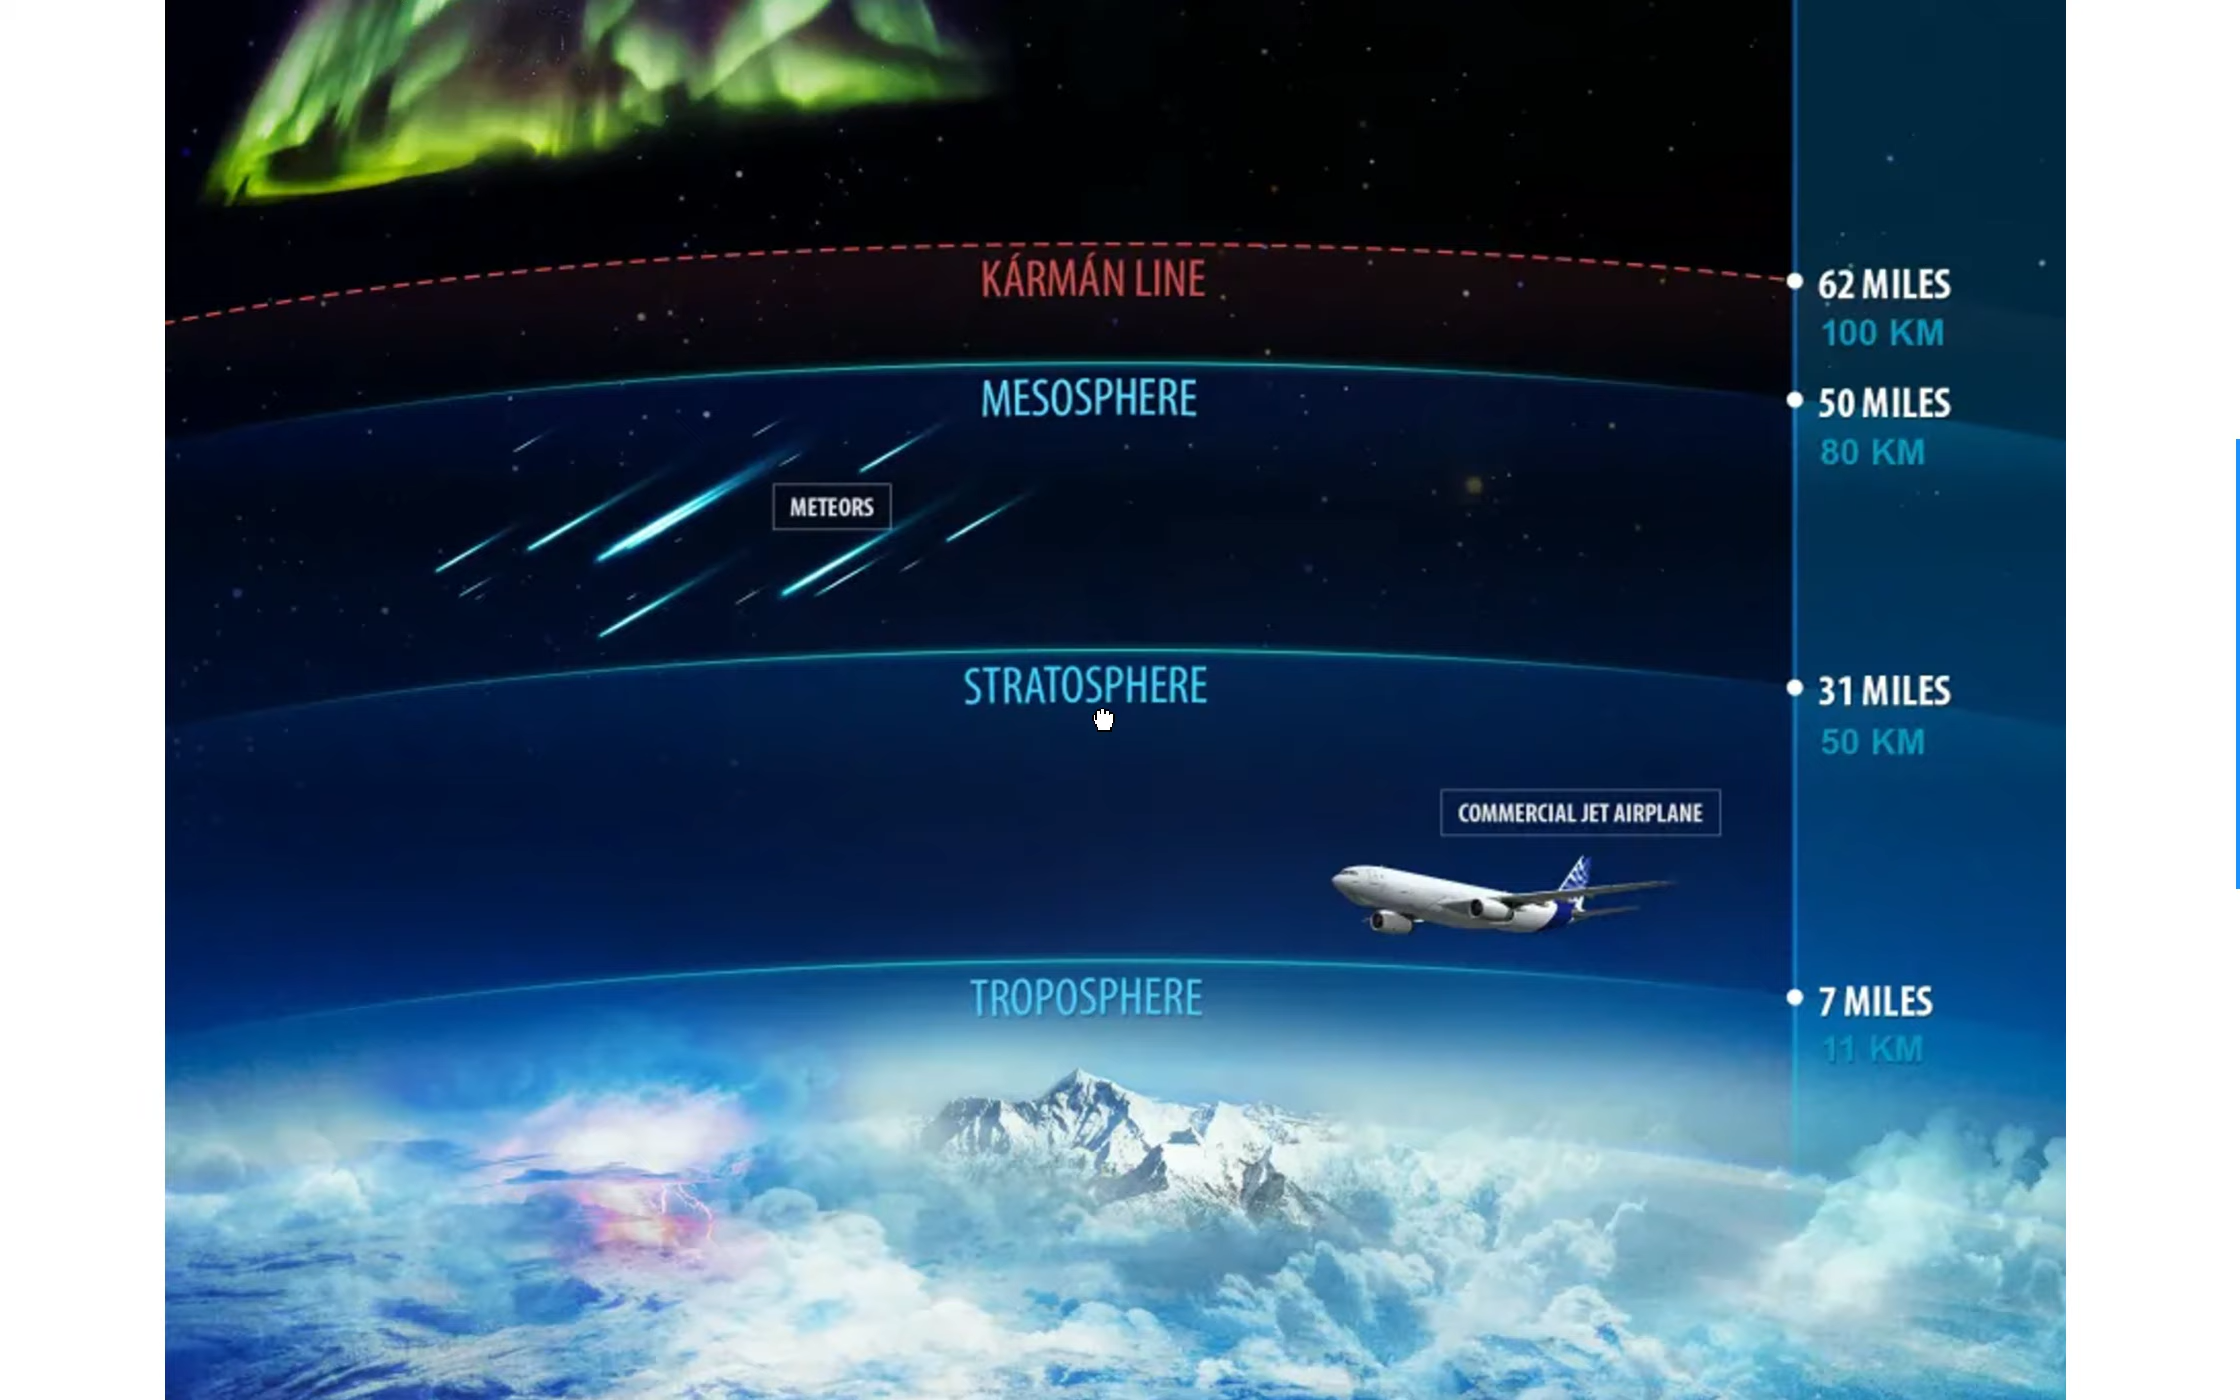 KÁRMÁN LINE
62 MILES
100 KM
MESOSPHERE
50 MILES
80 KM
METEORS
STRATOSPHERE
31 MILES
50 KM
COMMERCIAL JET AIRPLANE
TROPOSPHERE
7 MILES
11 KM